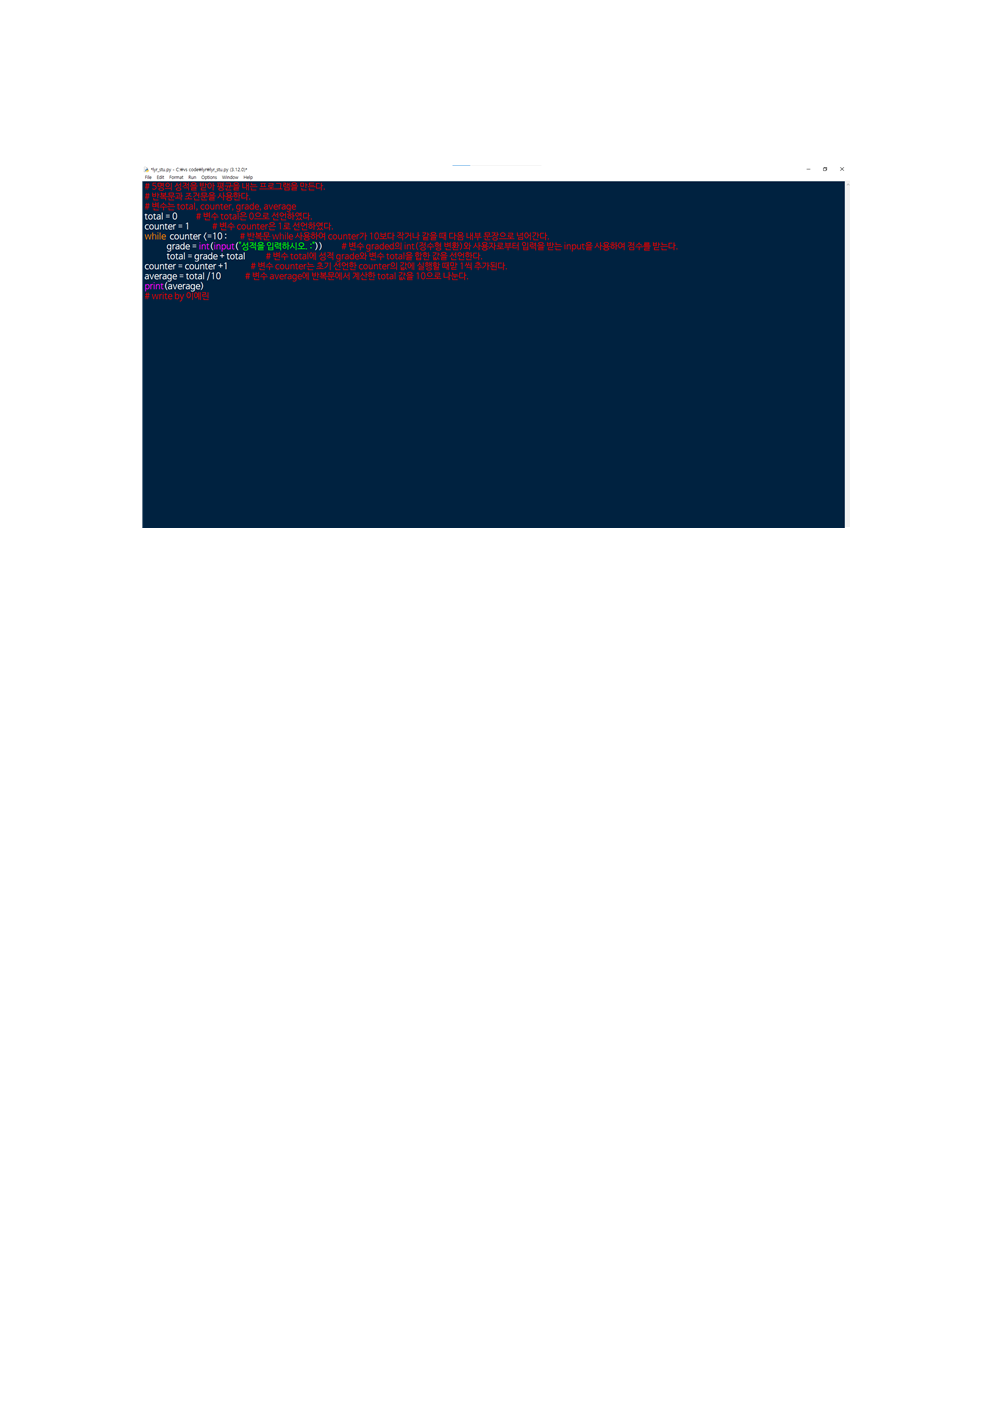 *lyr_stu.py - C:₩vs code₩lyr₩lyr_stu.py (3.12.0)*
File Edit Format Run Options Window Help
# 5명의 성적을 받아 평균을 내는 프로그램을 만든다.
# 반복문과 조건문을 사용한다.
# 변수는 total, counter, grade, average
total = 0 # 변수 total은 0으로 선언하였다.
counter = 1 # 변수 counter은 1로 선언하였다.
while counter <=10 : # 반복문 while 사용하여 counter가 10보다 작거나 같을 때 다음 내부 문장으로 넘어간다.
grade = int(input("성적을 입력하시오. :")) # 변수 graded의 int(정수형 변환)와 사용자로부터 입력을 받는 input를 사용하여 점수를 받는다.
total = grade + total # 변수 total에 성적 grade와 변수 total을 합한 값을 선언한다.
counter = counter +1 # 변수 counter는 초기 선언한 counter의 값에 실행할 때만 1씩 추가된다.
average = total /10 # 변수 average에 반복문에서 계산한 total 값을 10으로 나눈다.
print(average)
# write by 이예린